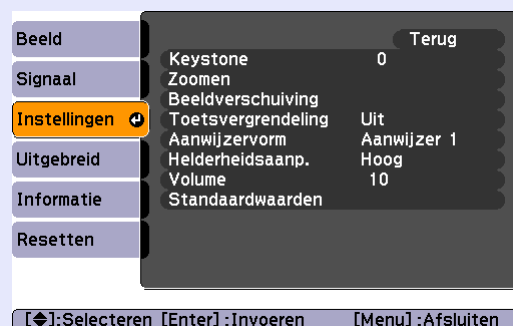 Beeld
Signaal
Instellingen
Uitgebreid
Informatie
Resetten
Terug
Keystone 0
Zoomen
Beeldverschuiving
Toetsvergrendeling Uit
Aanwijzervorm Aanwijzer 1
Helderheidsaanp. Hoog
Volume 10
Standaardwaarden
[◆]:Selecteren [Enter]:Invoeren [Menu]:Afsluiten